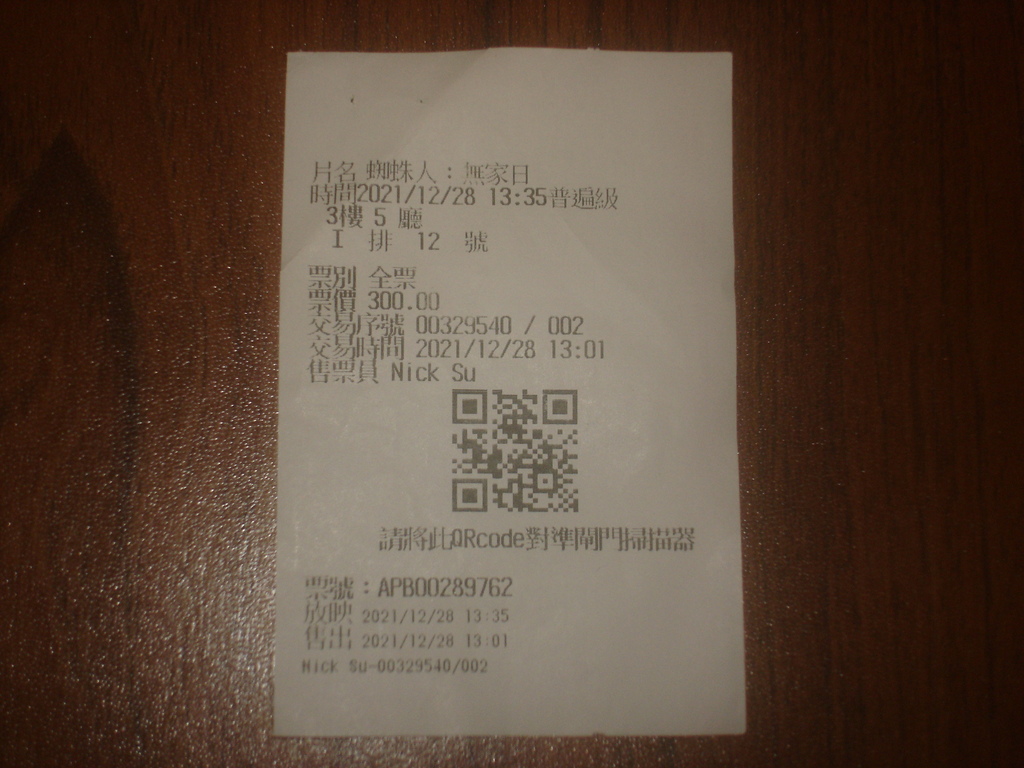 片名 蜘蛛人：無家日
時間2021/12/28 13:35普遍級
3樓 5 廳
I 排 12 號
票別 全票
票價 300.00
交易序號 00329540 / 002
交易時間 2021/12/28 13:01
售票員 Nick Su
請將此QRcode對準閘門掃描器
票號：APB00289762
放映 2021/12/28 13:35
售出 2021/12/28 13:01
Nick Su-00329540/002